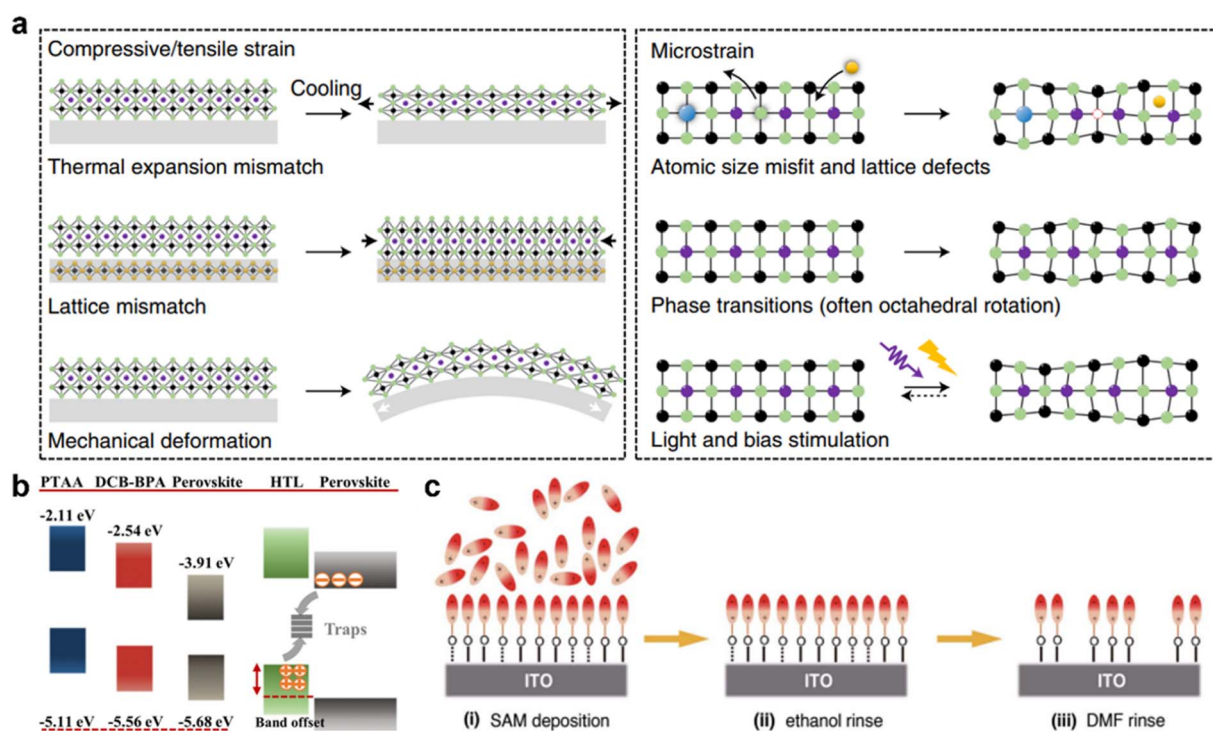 a
Compressive/tensile strain
Cooling
Thermal expansion mismatch
Lattice mismatch
Mechanical deformation
Microstrain
Atomic size misfit and lattice defects
Phase transitions (often octahedral rotation)
Light and bias stimulation
b
PTAA DCB-BPA Perovskite HTL Perovskite
-2.11 eV
-2.54 eV
-3.91 eV
Traps
Band offset
-5.11 eV -5.56 eV -5.68 eV
c
ITO ITO ITO
(i) SAM deposition (ii) ethanol rinse (iii) DMF rinse